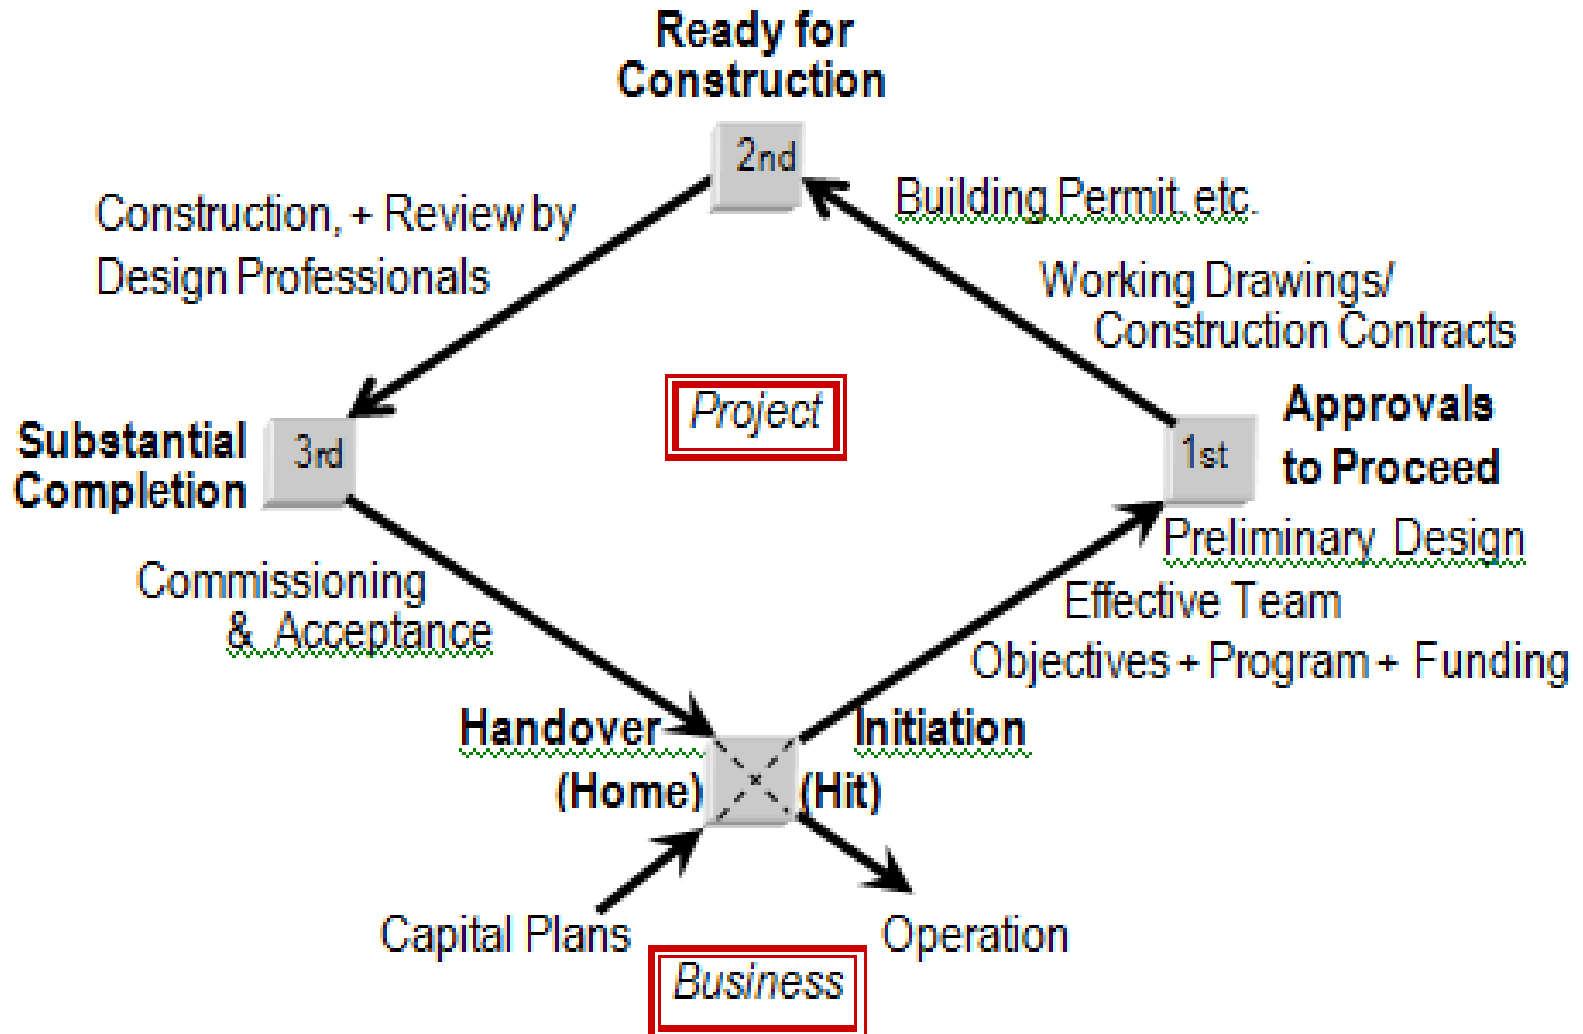 Ready for
Construction
2nd
Building Permit. etc.
Construction, + Review by
Design Professionals
Working Drawings/
Construction Contracts
Project
Approvals
to Proceed
1st
Substantial
Completion
3rd
Preliminary Design
Effective Team
Objectives + Program + Funding
Commissioning
& Acceptance
Handover
(Home)
Initiation
(Hit)
Capital Plans
Operation
Business